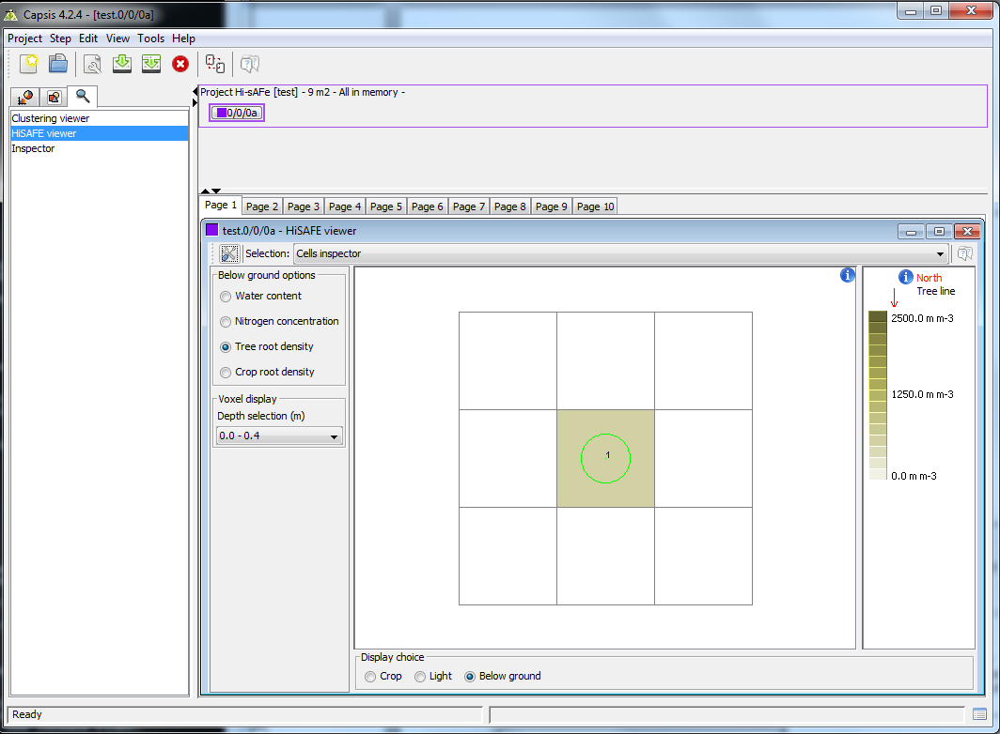 Capsis 4.2.4 - [test.0/0/0a]
Project Step Edit View Tools Help
Project Hi-sAFe [test] - 9 m2 - All in memory -
0/0/0a
Clustering viewer
HiSAFE viewer
Inspector
Page 1 Page 2 Page 3 Page 4 Page 5 Page 6 Page 7 Page 8 Page 9 Page 10
test.0/0/0a - HiSAFE viewer
Selection: Cells inspector
Below ground options
Water content
Nitrogen concentration
Tree root density
Crop root density
Voxel display
Depth selection (m)
0.0 - 0.4
1
North
Tree line
2500.0 m m-3
1250.0 m m-3
0.0 m m-3
Display choice
Crop Light Below ground
Ready